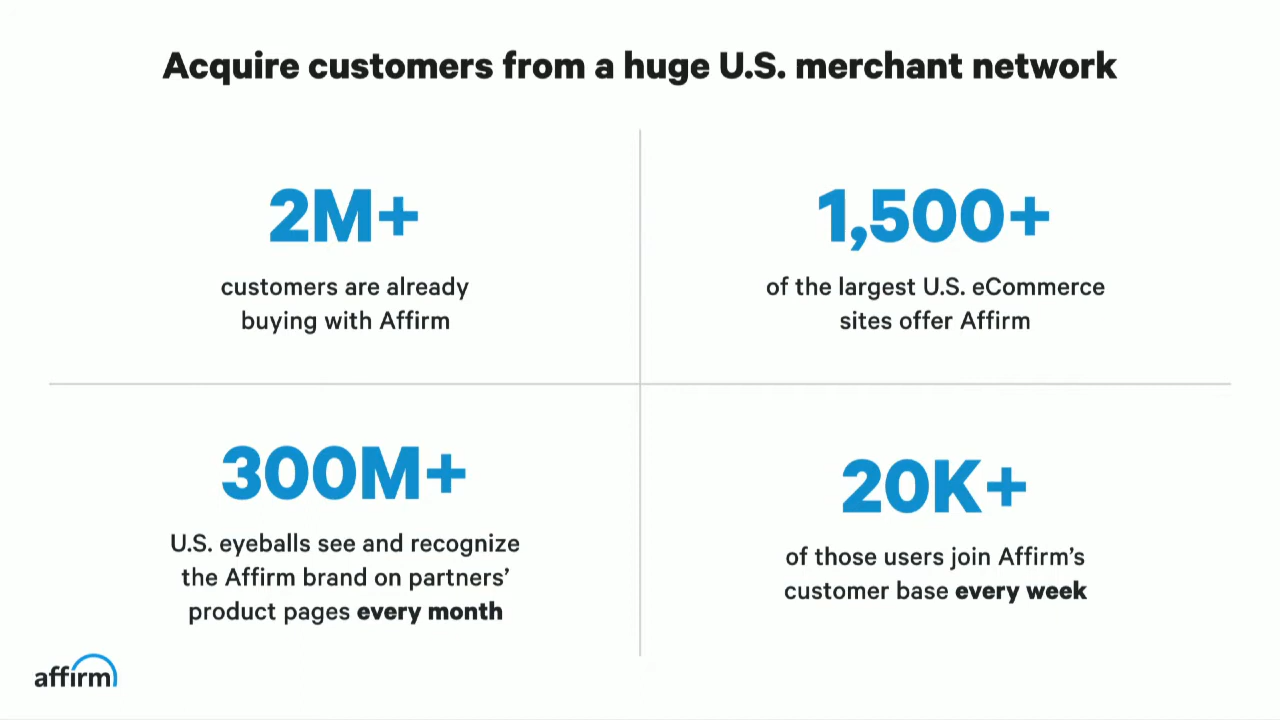 Acquire customers from a huge U.S. merchant network
2M+
customers are already
buying with Affirm
1,500+
of the largest U.S. eCommerce
sites offer Affirm
300M+
U.S. eyeballs see and recognize
the Affirm brand on partners’
product pages every month
20K+
of those users join Affirm’s
customer base every week
affirm